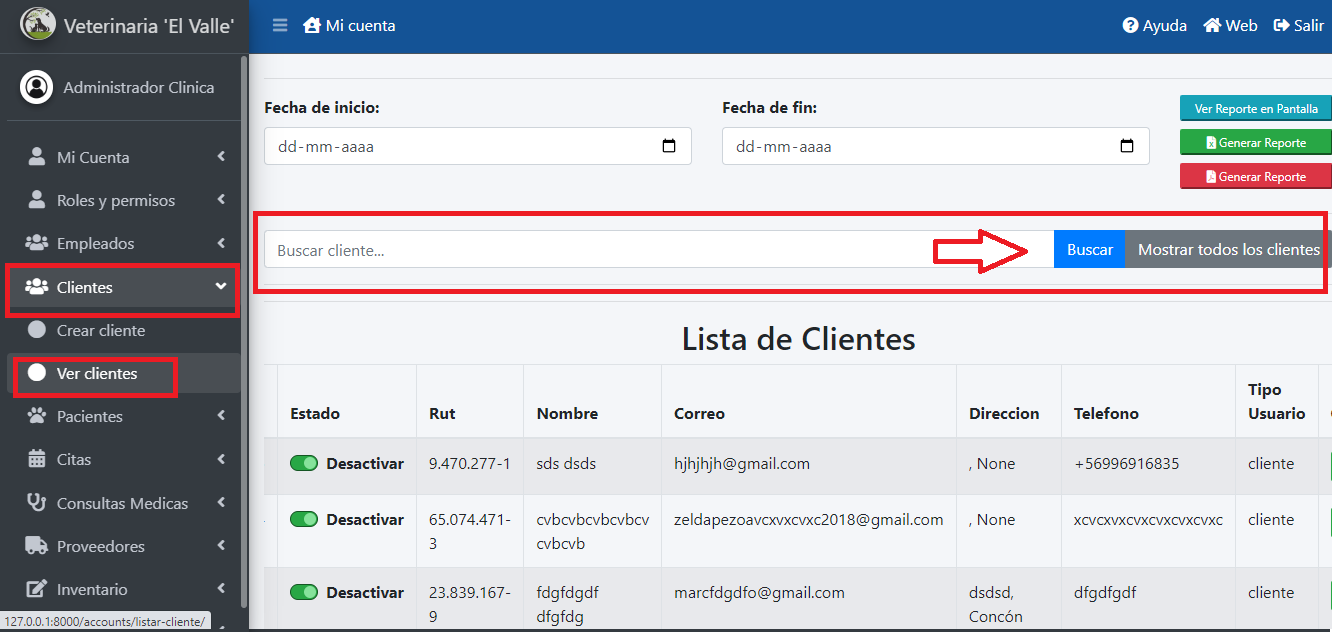 Veterinaria 'El Valle'
Mi cuenta
Ayuda
Web
Salir
Administrador Clinica
Mi Cuenta
Roles y permisos
Empleados
Clientes
Crear cliente
Ver clientes
Pacientes
Citas
Consultas Medicas
Proveedores
Inventario
127.0.0.1:8000/accounts/listar-cliente/
Fecha de inicio:
dd-mm-aaaa
Fecha de fin:
dd-mm-aaaa
Ver Reporte en Pantalla
Generar Reporte
Generar Reporte
Buscar cliente...
Buscar
Mostrar todos los clientes
Lista de Clientes
Estado Rut Nombre Correo Direccion Telefono Tipo
Usuario
Desactivar 9.470.277-1 sds dsds hjhjhjh@gmail.com , None +56996916835 cliente
Desactivar 65.074.471- cvbcvbcvbcvbcv zeldapezoavcxvxcvxc2018@gmail.com , None xcvcxvxcvxcvxcvxcvxc cliente
3 cvbcvb
Desactivar 23.839.167- fdgfdgdf marcfdgdfo@gmail.com dsdsd, dfgdfgdf cliente
9 dfgfdg Concón